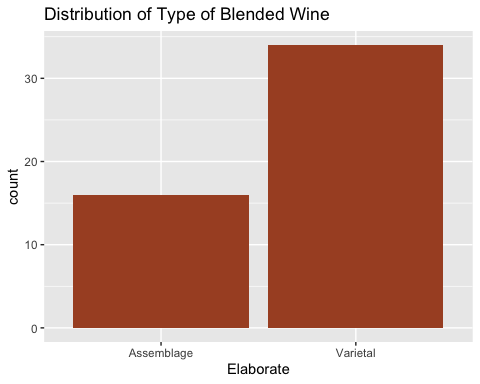 Distribution of Type of Blended Wine
count
30
20
10
0
Assemblage Varietal
Elaborate